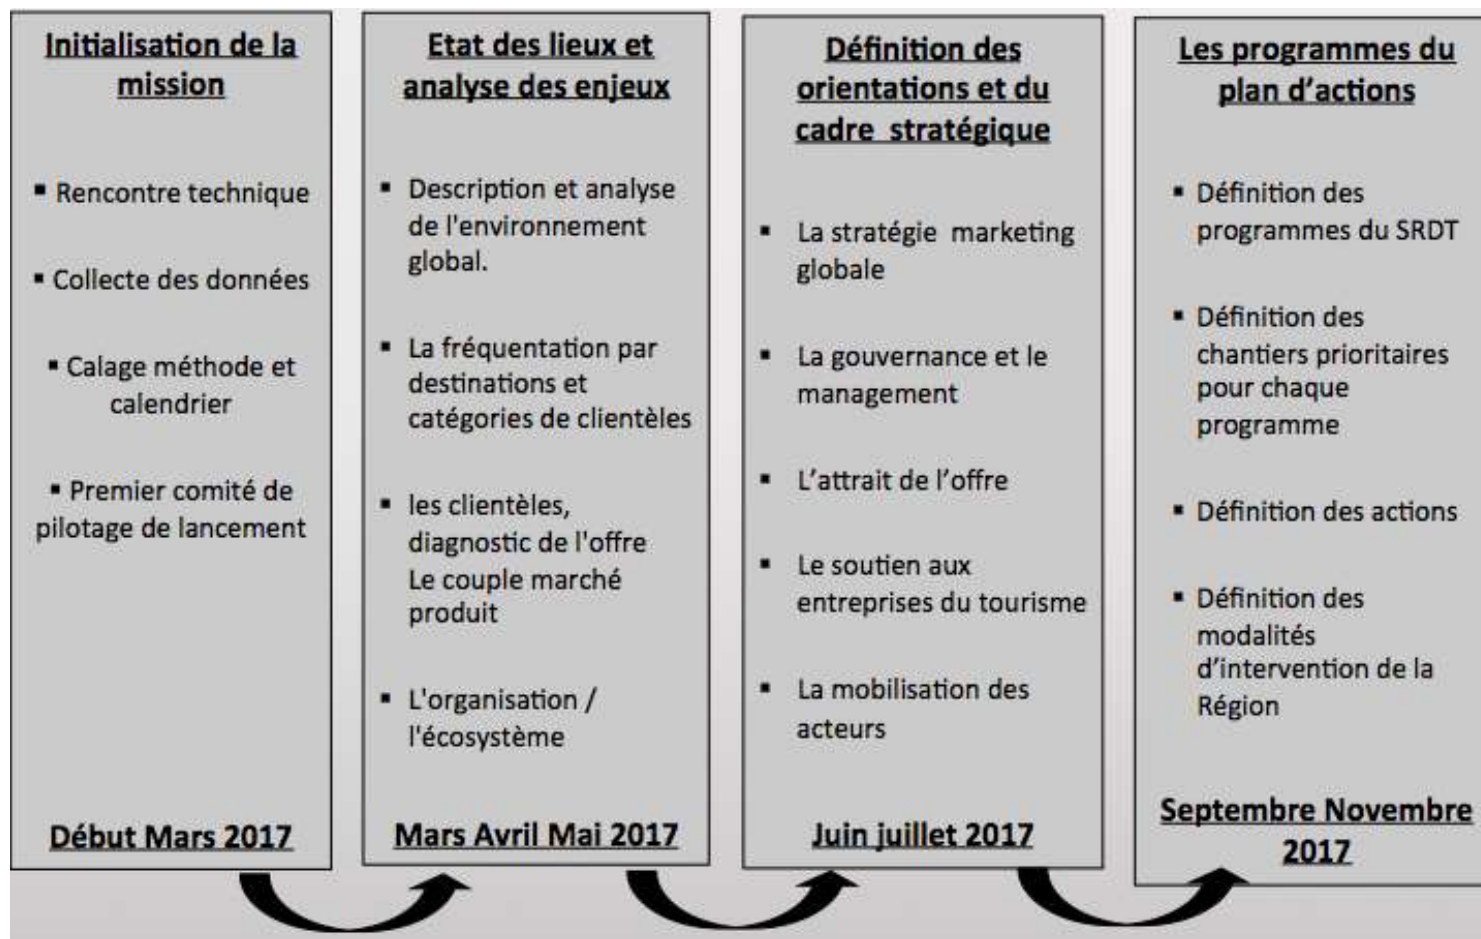 Initialisation de la
mission
▪ Rencontre technique
▪ Collecte des données
▪ Calage méthode et
calendrier
▪ Premier comité de
pilotage de lancement
Début Mars 2017
Etat des lieux et
analyse des enjeux
▪ Description et analyse
de l'environnement
global.
▪ La fréquentation par
destinations et
catégories de clientèles
▪ les clientèles,
diagnostic de l'offre
Le couple marché
produit
▪ L'organisation /
l'écosystème
Mars Avril Mai 2017
Définition des
orientations et du
cadre stratégique
▪ La stratégie marketing
globale
▪ La gouvernance et le
management
▪ L’attrait de l’offre
▪ Le soutien aux
entreprises du tourisme
▪ La mobilisation des
acteurs
Juin juillet 2017
Les programmes du
plan d’actions
▪ Définition des
programmes du SRDT
▪ Définition des
chantiers prioritaires
pour chaque
programme
▪ Définition des actions
▪ Définition des
modalités
d’intervention de la
Région
Septembre Novembre
2017